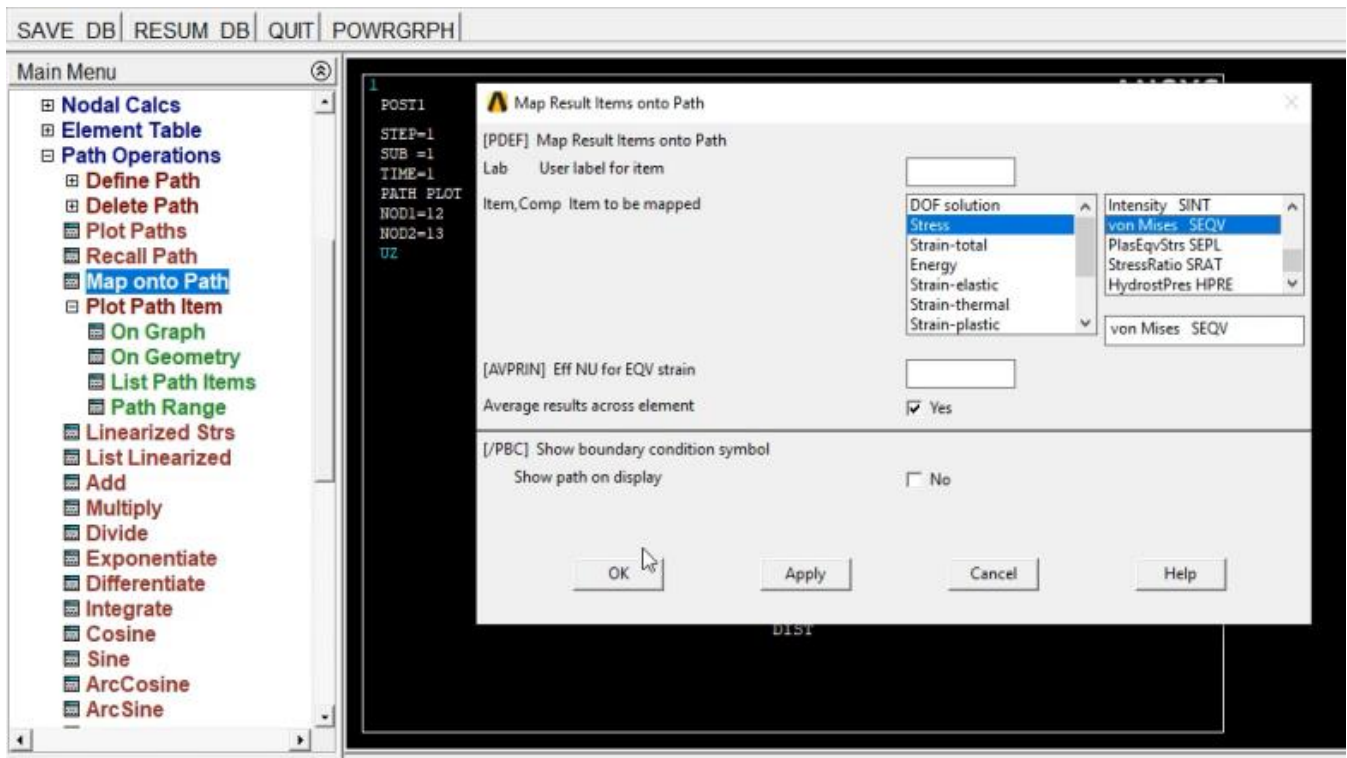 SAVE_DB RESUM_DB QUIT POWRGRPH
Main Menu
Nodal Calcs
Element Table
Path Operations
Define Path
Delete Path
Plot Paths
Recall Path
Map onto Path
Plot Path Item
On Graph
On Geometry
List Path Items
Path Range
Linearized Strs
List Linearized
Add
Multiply
Divide
Exponentiate
Differentiate
Integrate
Cosine
Sine
ArcCosine
ArcSine
1
POST1
STEP=1
SUB =1
TIME=1
PATH PLOT
NOD1=12
NOD2=13
UZ
Map Result Items onto Path
[PDEF] Map Result Items onto Path
Lab User label for item
Item,Comp Item to be mapped
DOF solution
Stress
Strain-total
Energy
Strain-elastic
Strain-thermal
Strain-plastic
Intensity SINT
von Mises SEQV
PlasEqvStrs SEPL
StressRatio SRAT
HydrostPres HPRE
von Mises SEQV
[AVPRIN] Eff NU for EQV strain
Average results across element
Yes
[/PBC] Show boundary condition symbol
Show path on display
No
OK Apply Cancel Help
DIST